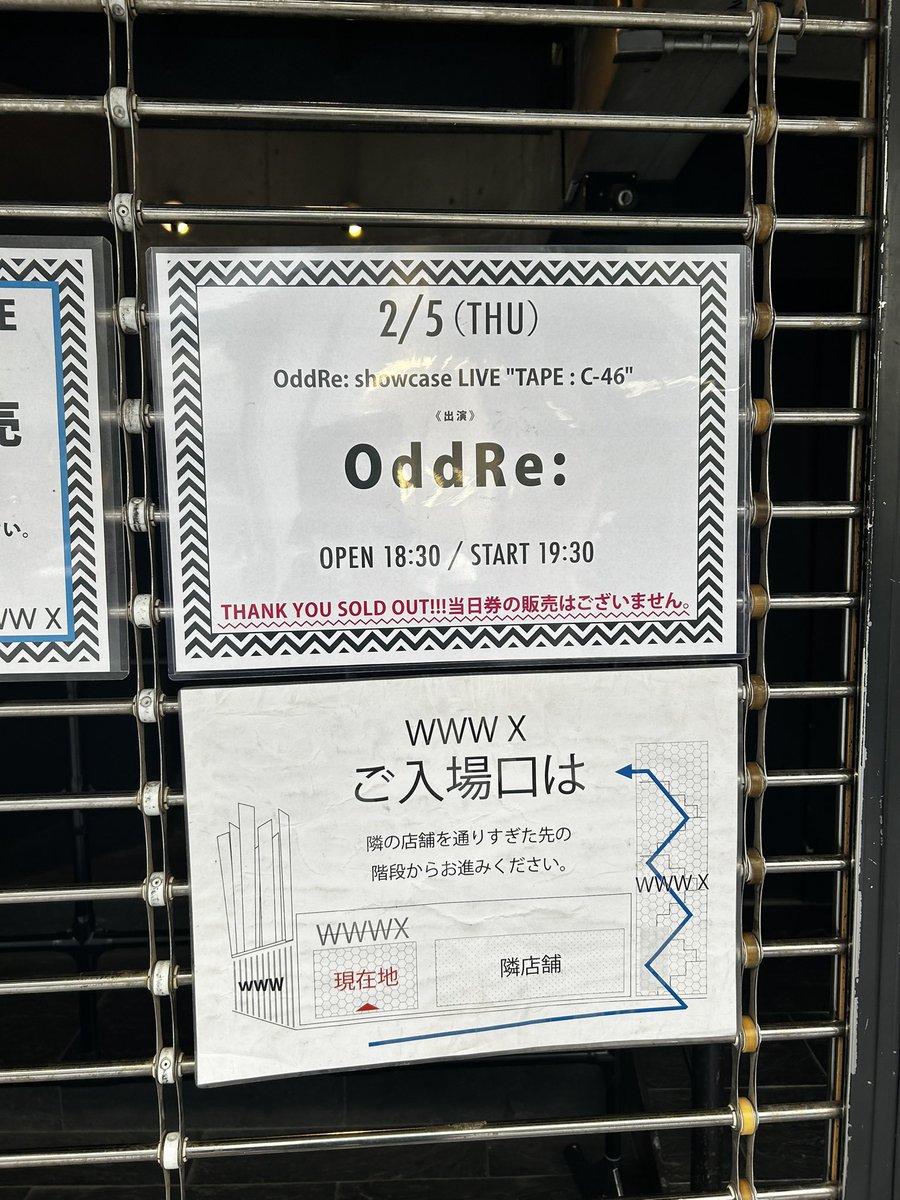 E
売
い。
WW X
2/5（THU）
OddRe: showcase LIVE "TAPE : C-46"
《出演》
OddRe:
OPEN 18:30 / START 19:30
THANK YOU SOLD OUT!!!当日券の販売はございません。
WWW X
ご入場口は
隣の店舗を通りすぎた先の
階段からお進みください。
WWW X
WWWX
www
現在地
隣店舗